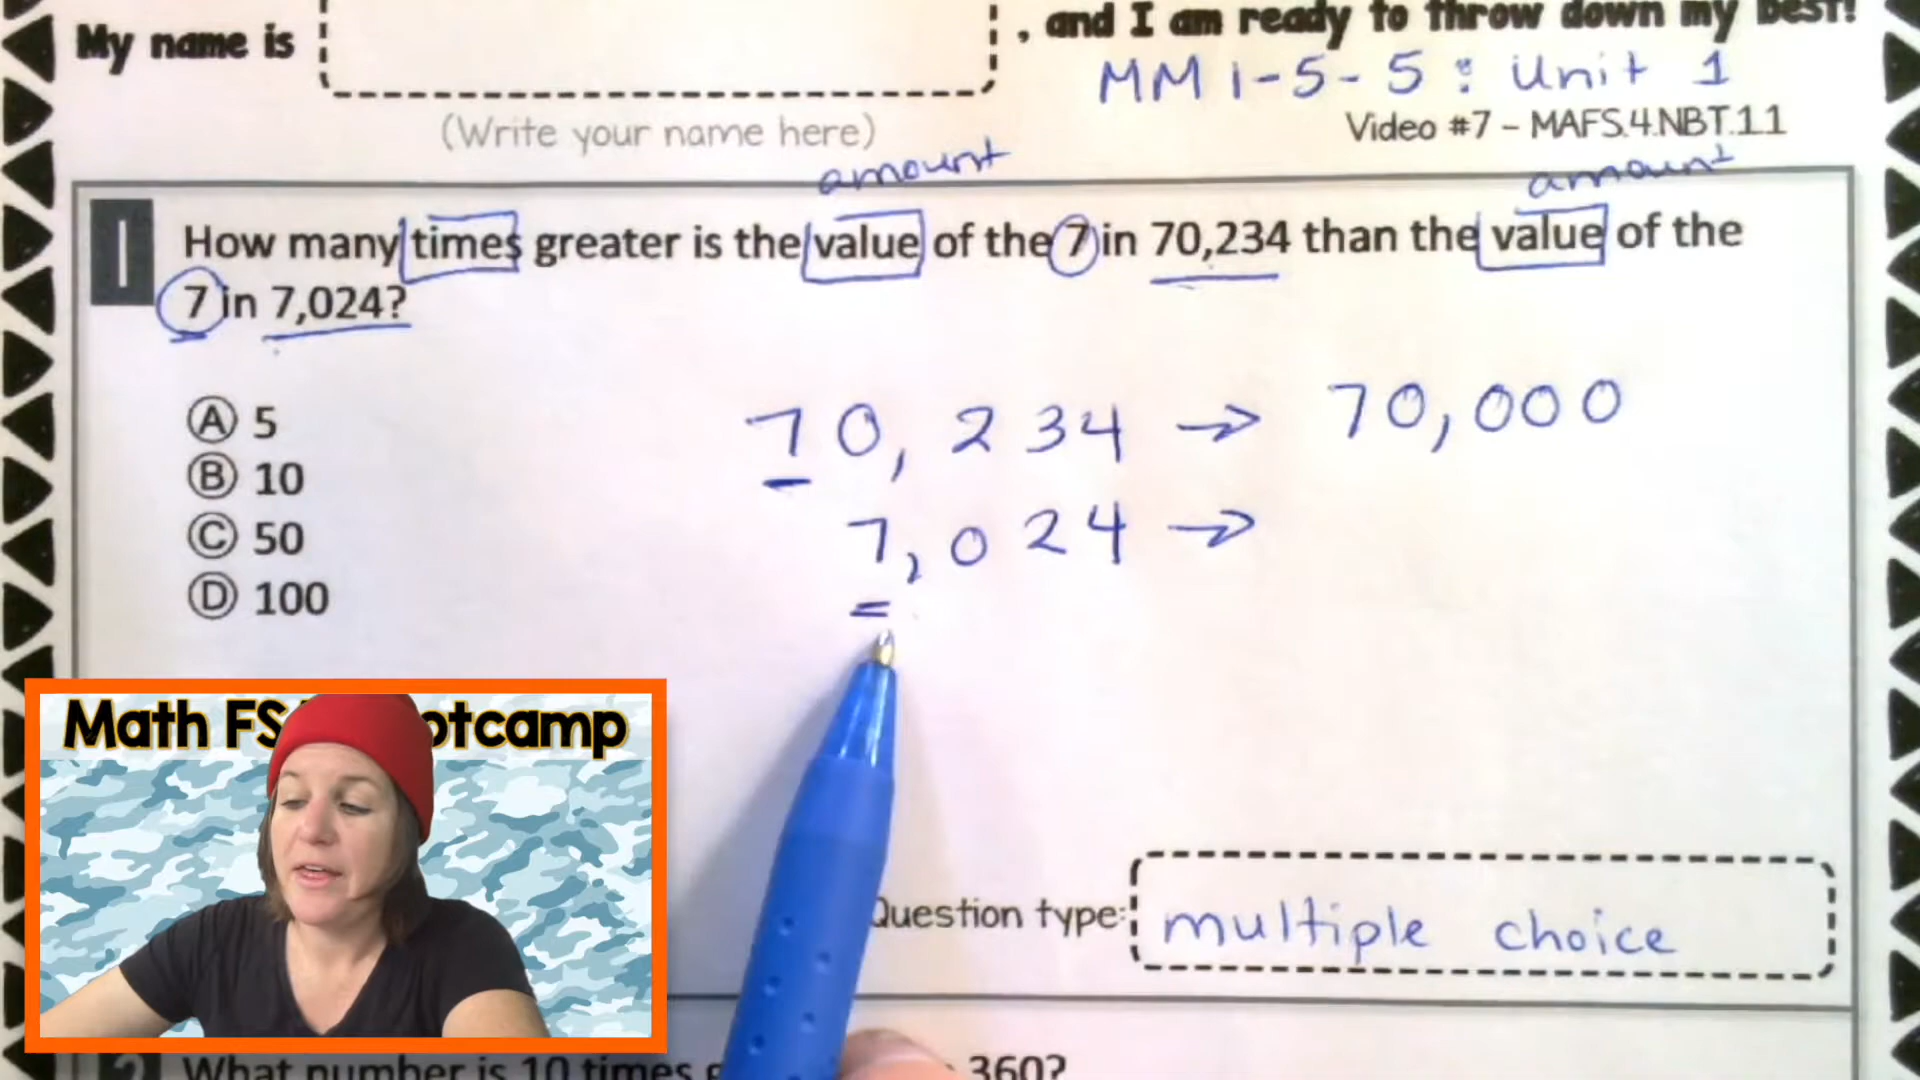 My name is , and I am ready to throw down my best!
MM 1-5-5 : Unit 1
(Write your name here)
Video #7 – MAFS.4.NBT.1.1
amount amount
1 How many times greater is the value of the 7 in 70,234 than the value of the
7 in 7,024?
A 5
B 10
C 50
D 100
70,234 → 70,000
7,024 →
Math FS otcamp
Question type: multiple choice
2 What number is 10 times 360?